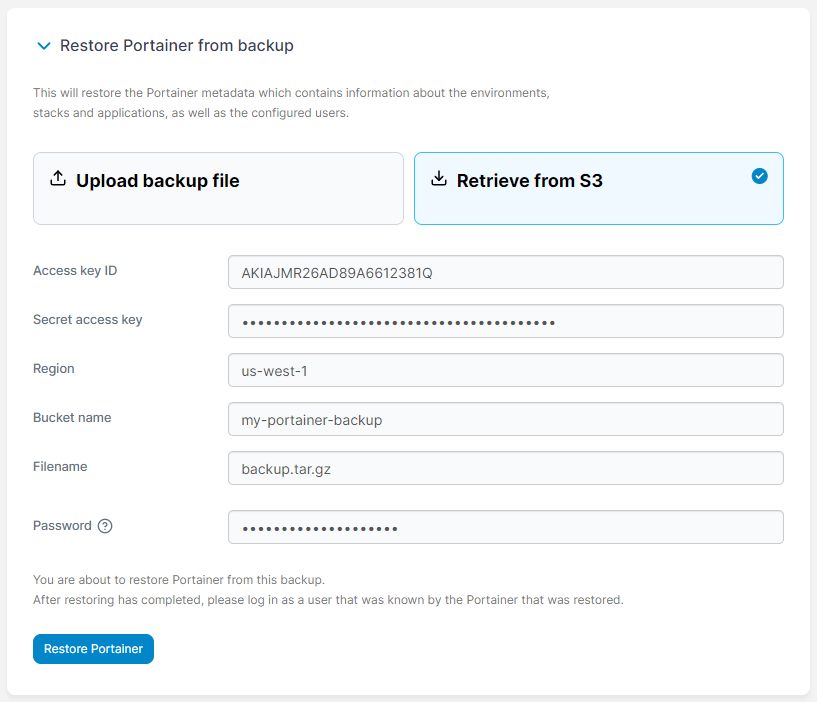 Restore Portainer from backup
This will restore the Portainer metadata which contains information about the environments,
stacks and applications, as well as the configured users.
Upload backup file
Retrieve from S3
Access key ID
AKIAJMR26AD89A6612381Q
Secret access key
••••••••••••••••••••••••••••••••••••••••
Region
us-west-1
Bucket name
my-portainer-backup
Filename
backup.tar.gz
Password ?
••••••••••••••••••••
You are about to restore Portainer from this backup.
After restoring has completed, please log in as a user that was known by the Portainer that was restored.
Restore Portainer